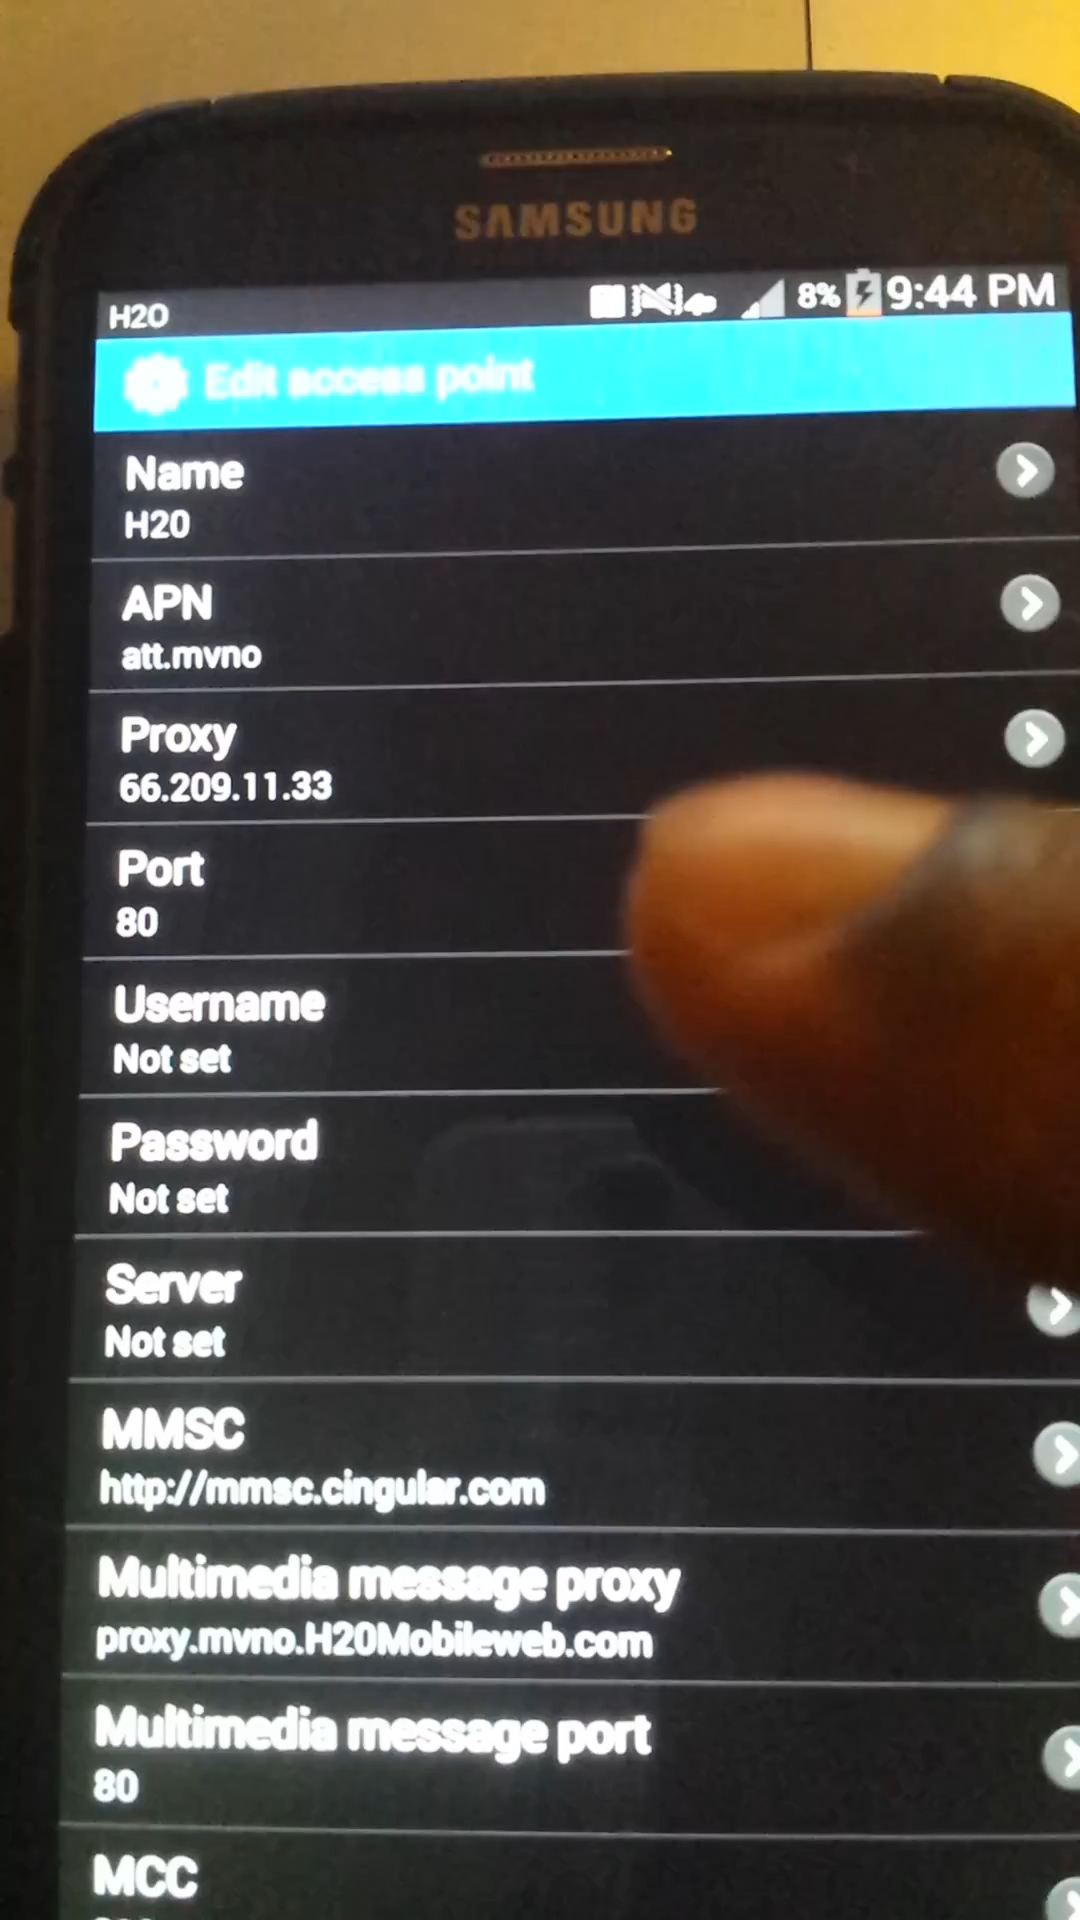 SAMSUNG
H2O 8% 9:44 PM
Edit access point
Name
H20
APN
att.mvno
Proxy
66.209.11.33
Port
80
Username
Not set
Password
Not set
Server
Not set
MMSC
http://mmsc.cingular.com
Multimedia message proxy
proxy.mvno.H20Mobileweb.com
Multimedia message port
80
MCC